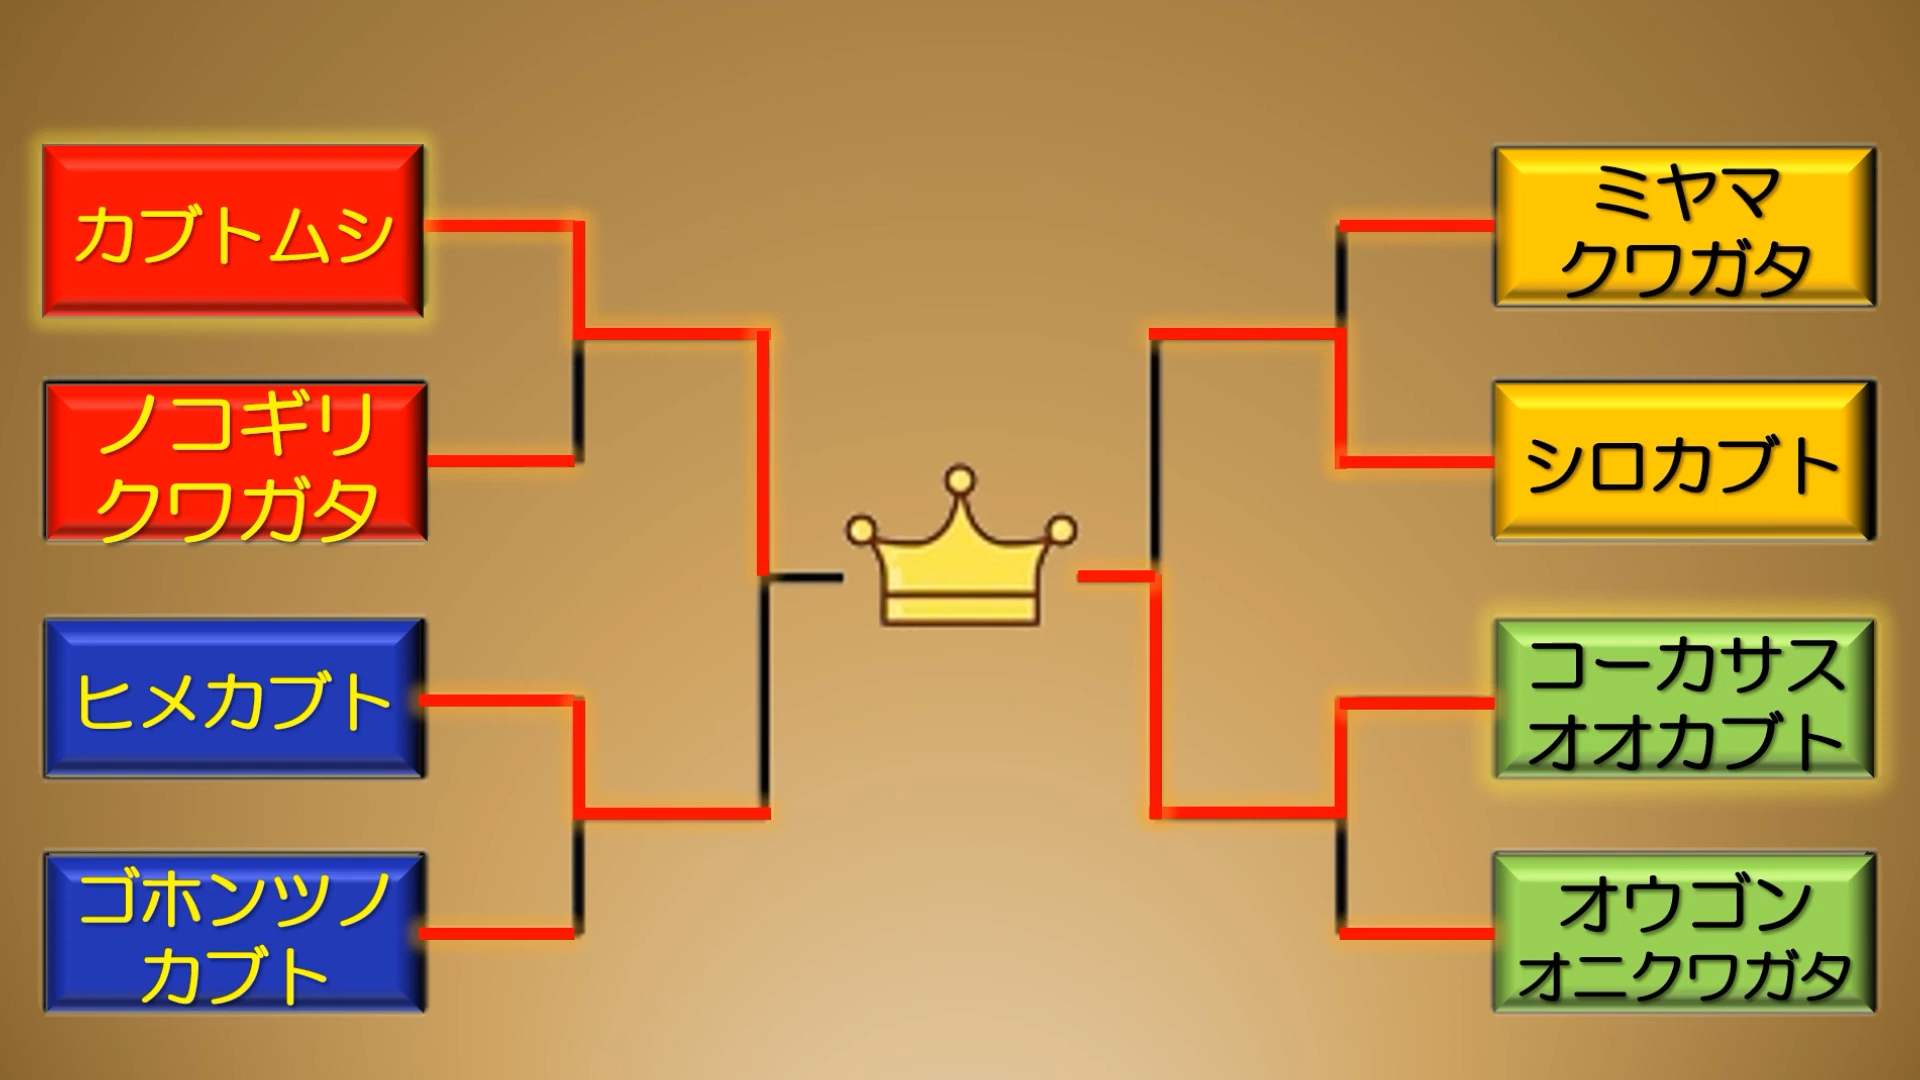 カブトムシ
ノコギリ
クワガタ
ヒメカブト
ゴホンツノ
カブト
ミヤマ
クワガタ
シロカブト
コーカサス
オオカブト
オウゴン
オニクワガタ